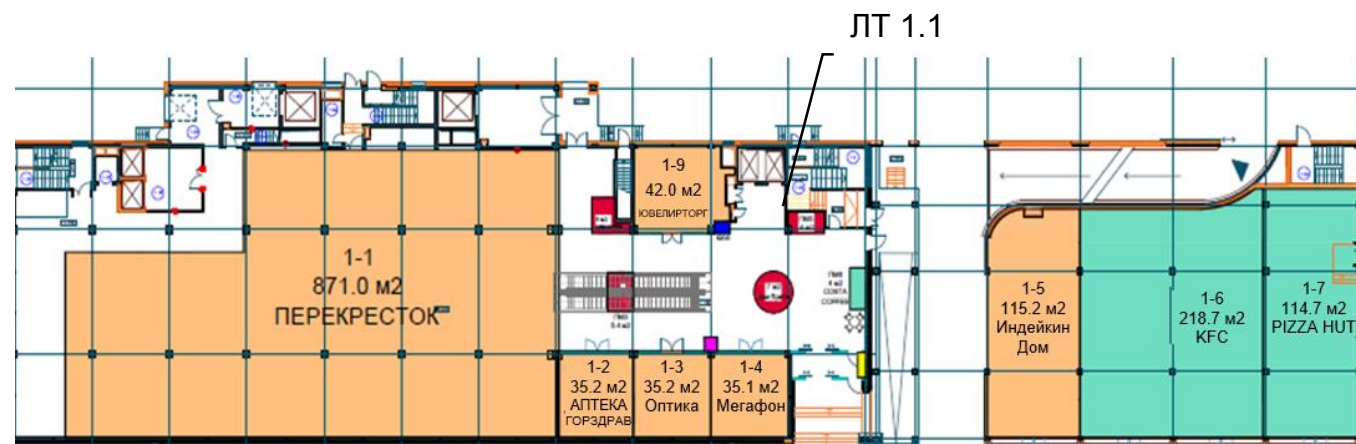 ЛТ 1.1
1-9
42.0 м2
ЮВЕЛИРТОРГ
1-1
871.0 м2
ПЕРЕКРЕСТОК
COSTA
COFFEE
1-5
115.2 м2
Индейкин
Дом
1-6
218.7 м2
KFC
1-7
114.7 м2
PIZZA HUT
1-2
35.2 м2
АПТЕКА
ГОРЗДРАВ
1-3
35.2 м2
Оптика
1-4
35.1 м2
Мегафон